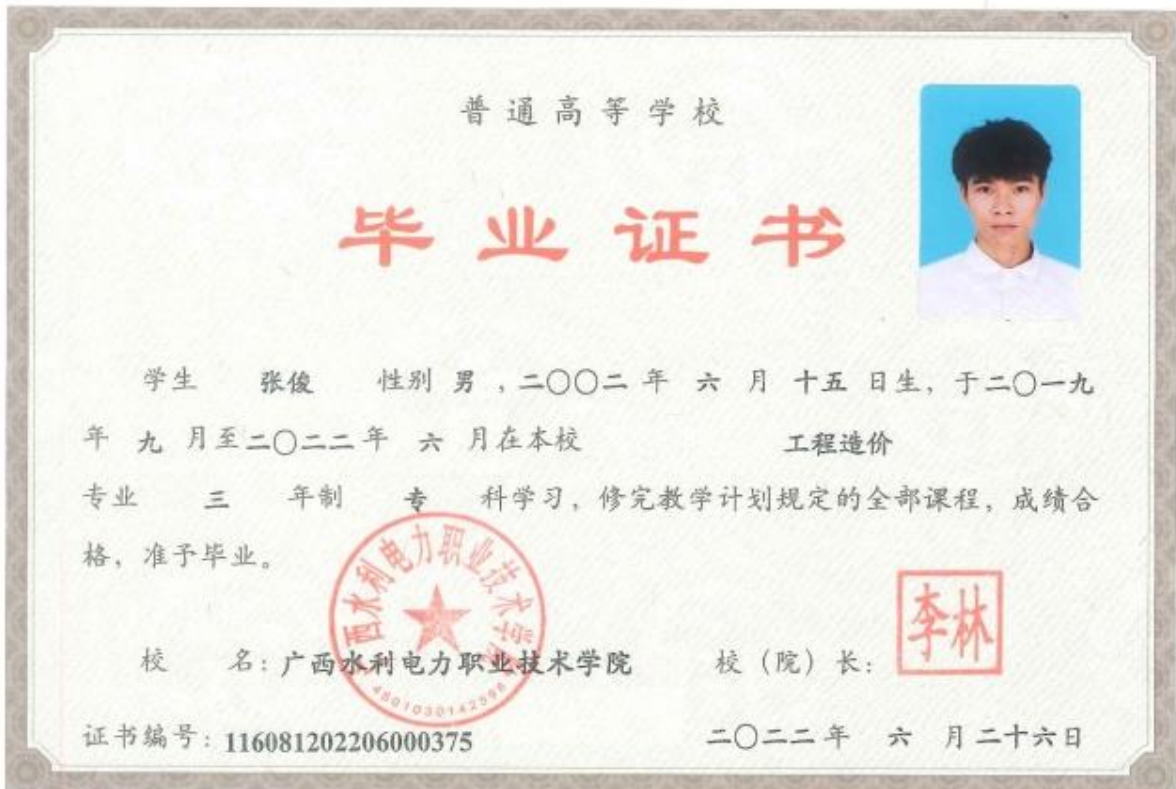 普通高等学校
毕业证书
学生 张俊 性别 男 ,二〇〇二 年 六 月 十五 日生, 于二〇一九
年 九 月至二〇二二年 六 月在本校 工程造价
专业 三 年制 专 科学习, 修完教学计划规定的全部课程, 成绩合
格, 准予毕业。
广西水利电力职业技术学院
李林
校 名: 广西水利电力职业技术学院 校（院）长:
4501030142598
证书编号: 116081202206000375 二〇二二年 六 月二十六日